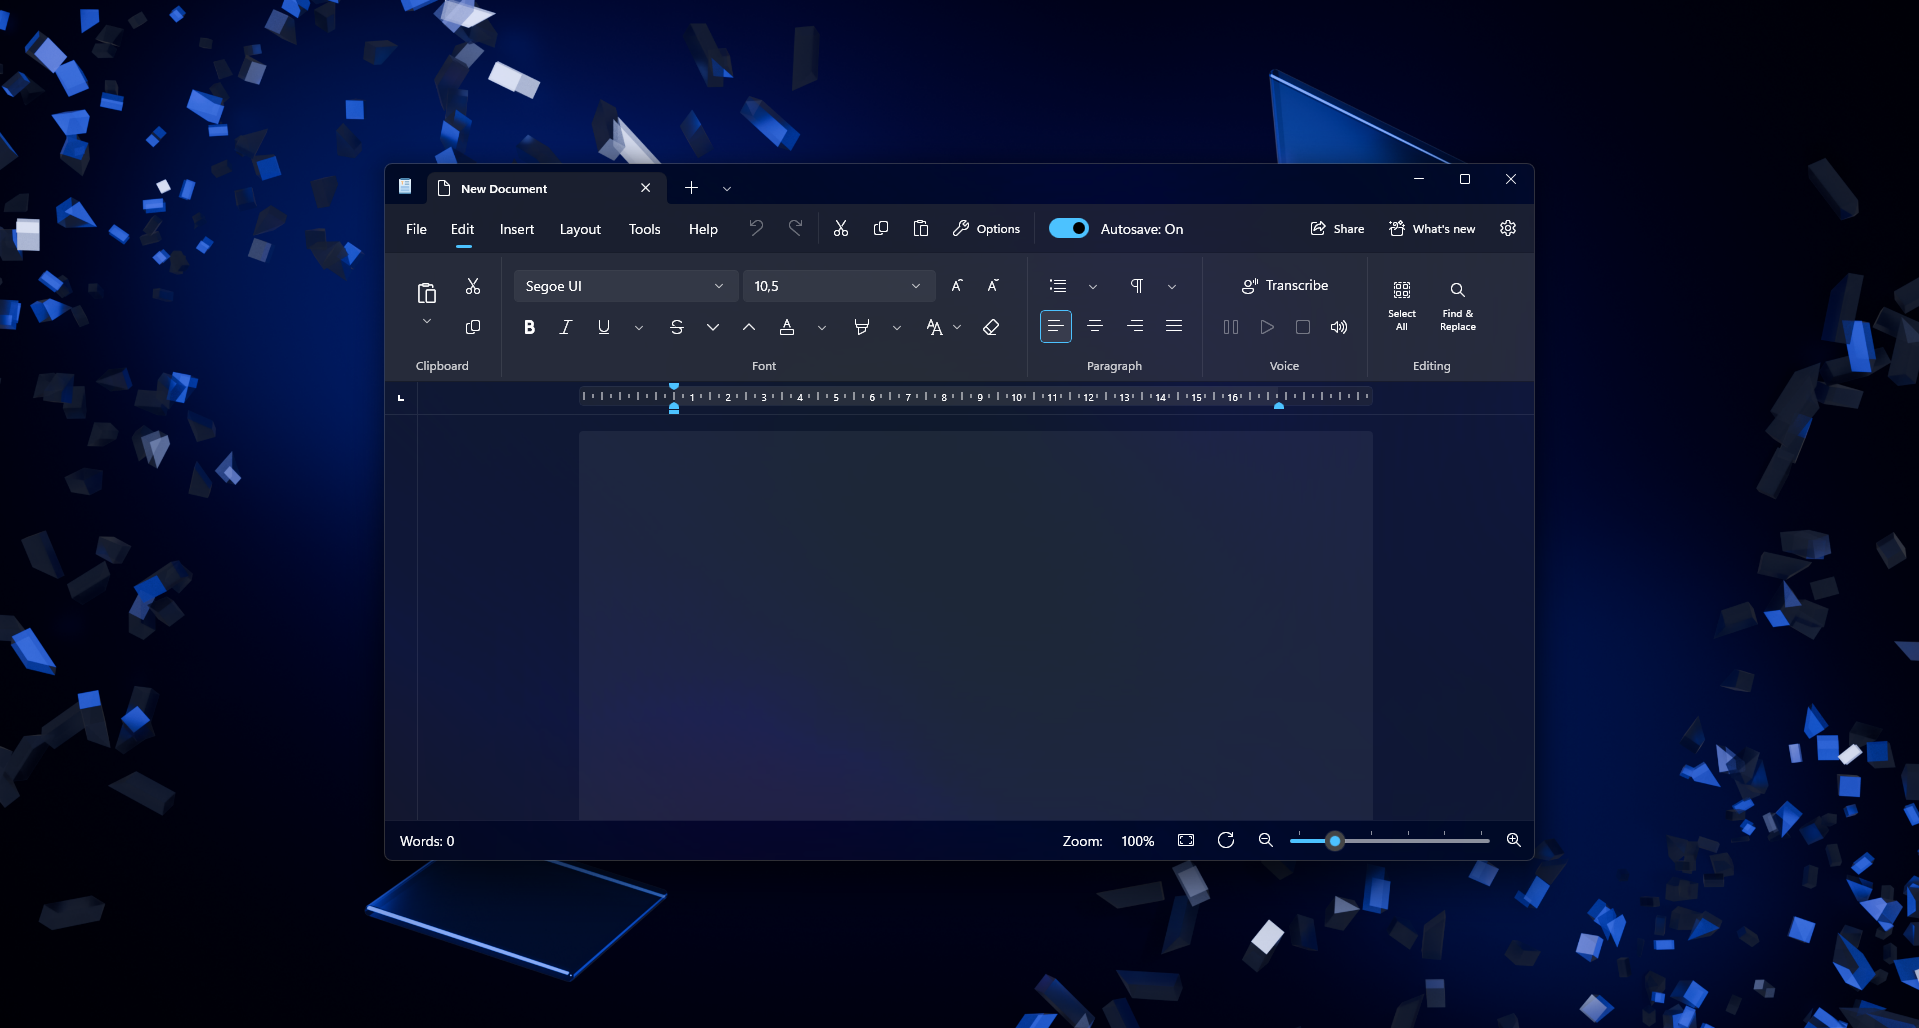 New Document
File Edit Insert Layout Tools Help Options Autosave: On Share What's new
Segoe UI 10,5 Transcribe
Select All
Find & Replace
Clipboard Font Paragraph Voice Editing
1 2 3 4 5 6 7 8 9 10 11 12 13 14 15 16
Words: 0 Zoom: 100%